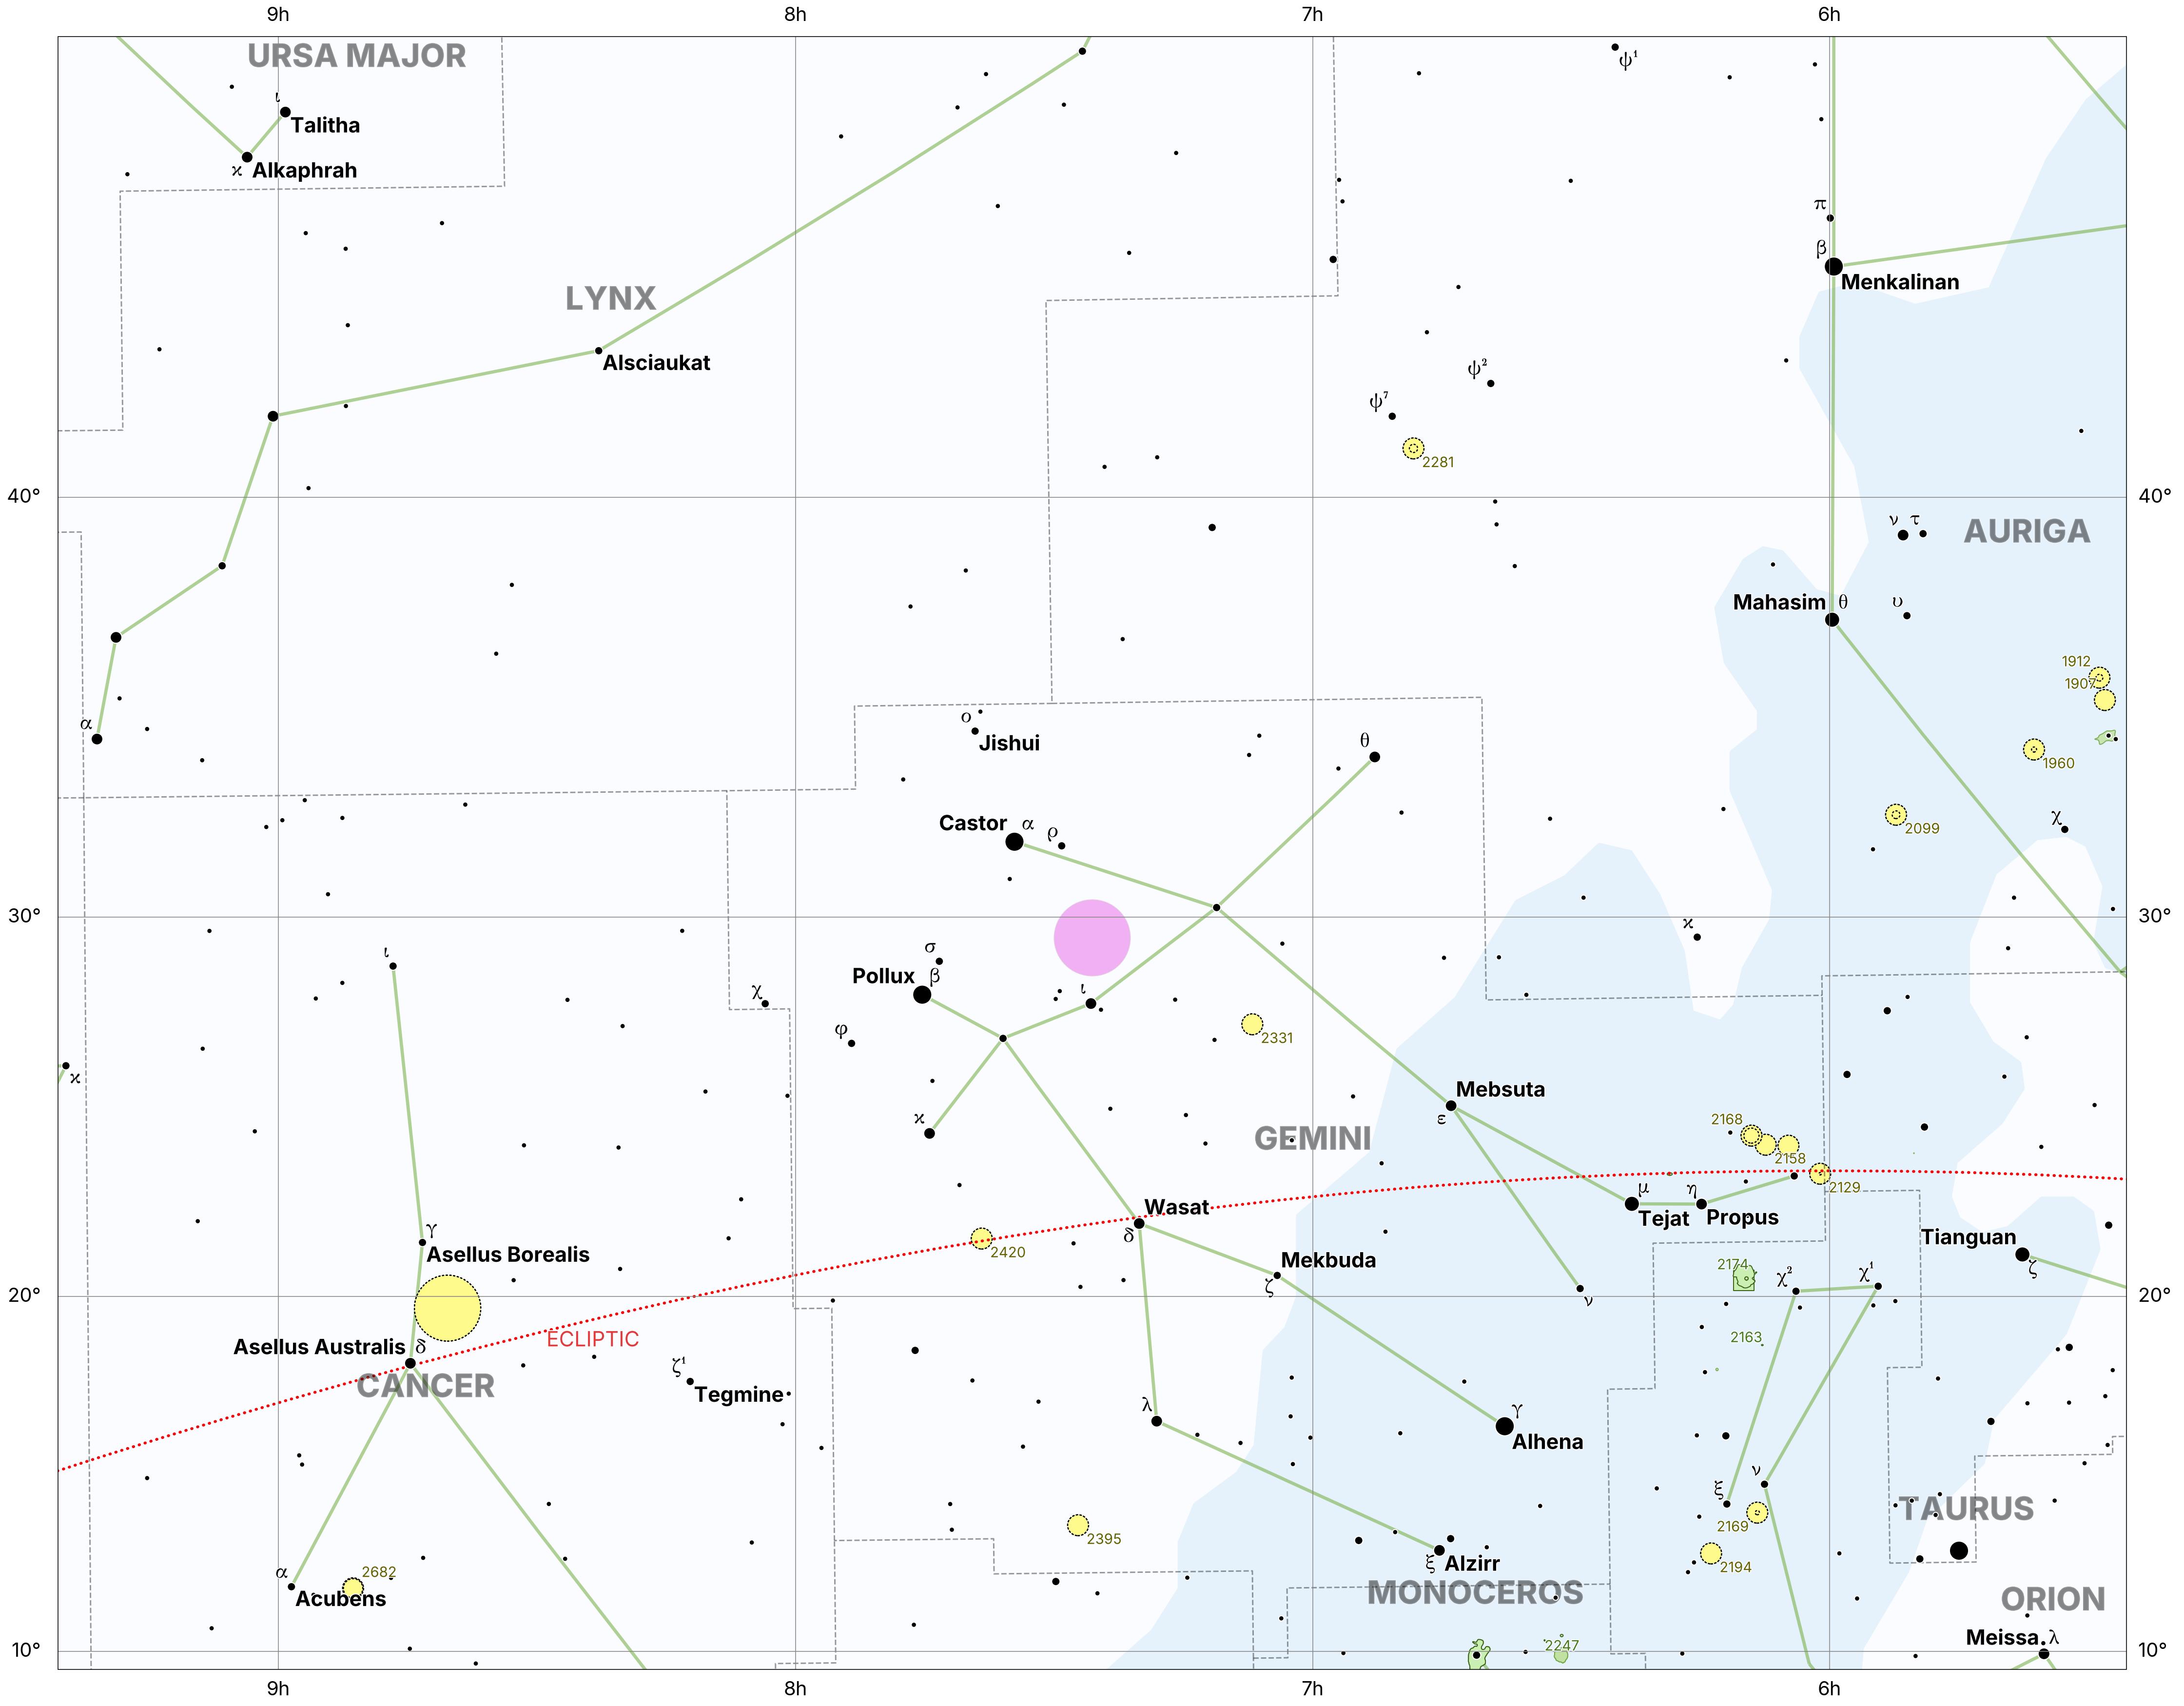 9h 8h 7h 6h
URSA MAJOR
ψ¹
ι
Talitha
ϰ Alkaphrah
π
β
Menkalinan
LYNX
Alsciaukat
ψ²
ψ⁷
2281
40° 40°
ν τ
AURIGA
Mahasim θ υ
1912
1907
α
ο
Jishui
θ
1960
Castor α ρ
2099
χ
30° 30°
ϰ
ι
σ
Pollux β
χ
ι
φ
2331
ϰ
Mebsuta
ε
ϰ
GEMINI
2168
2158
2129
μ η
Tejat Propus
Wasat
δ
γ
Asellus Borealis
2420
Mekbuda
ζ
Tianguan
ζ
2174
χ² χ¹
20° 20°
ν
ECLIPTIC
2163
Asellus Australis δ
CANCER
ζ¹
Tegmine
λ
γ
Alhena
ν
ξ
2169
TAURUS
2395
ξ Alzirr
2194
α
Acubens
2682
MONOCEROS
ORION
Meissa λ
2247
10° 10°
9h 8h 7h 6h